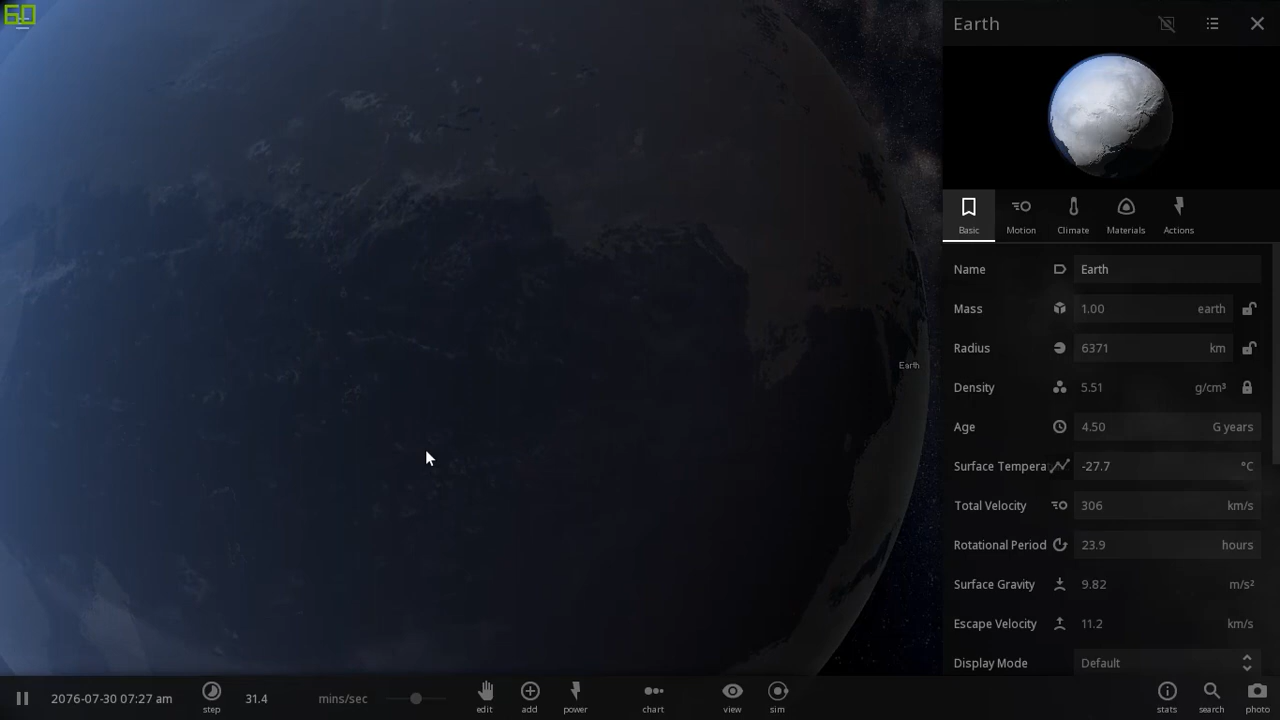 60
Earth
Basic Motion Climate Materials Actions
Name Earth
Mass 1.00 earth
Radius 6371 km
Earth
Density 5.51 g/cm³
Age 4.50 G years
Surface Tempera -27.7 °C
Total Velocity 306 km/s
Rotational Period 23.9 hours
Surface Gravity 9.82 m/s²
Escape Velocity 11.2 km/s
Display Mode Default
2076-07-30 07:27 am step 31.4 mins/sec edit add power chart view sim stats search photo